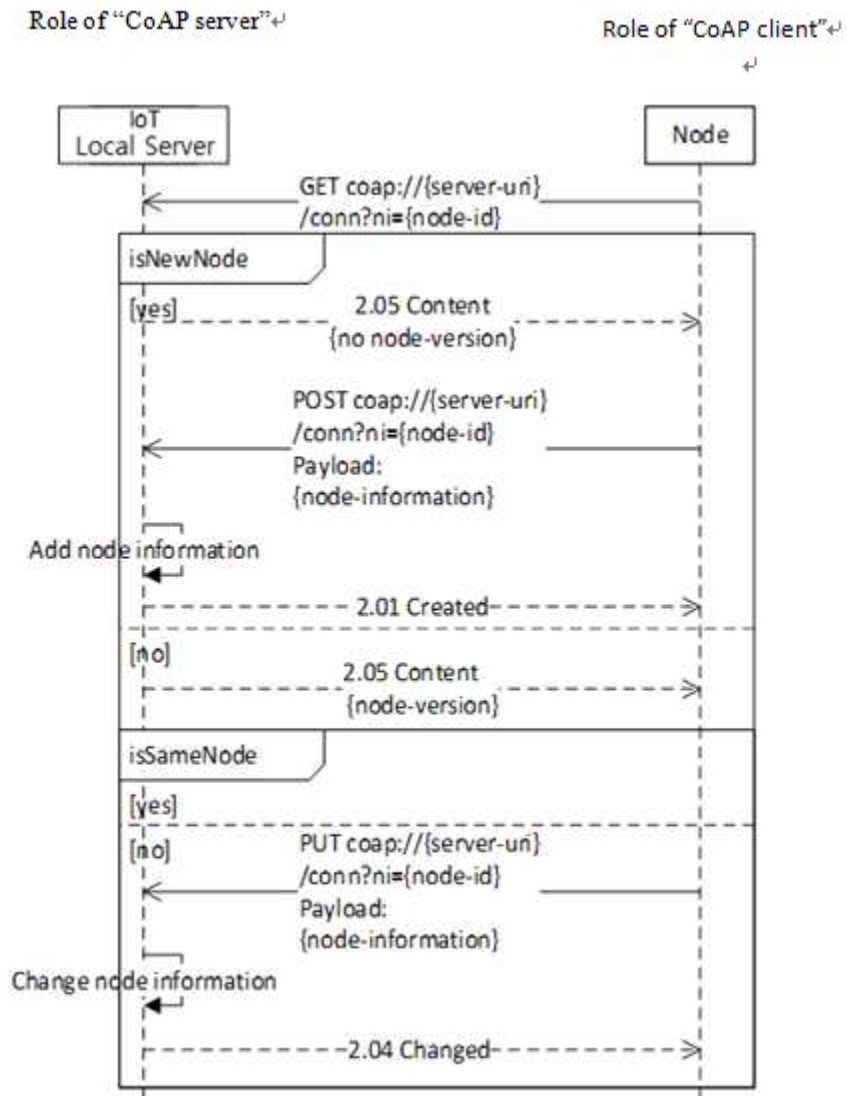 Role of “CoAP server”↵
Role of “CoAP client”↵
↵
IoT
Local Server
Node
GET coap://{server-uri}
/conn?ni={node-id}
isNewNode
[yes]
2.05 Content
{no node-version}
POST coap://{server-uri}
/conn?ni={node-id}
Payload:
{node-information}
Add node information
2.01 Created
[no]
2.05 Content
{node-version}
isSameNode
[yes]
[no]
PUT coap://{server-uri}
/conn?ni={node-id}
Payload:
{node-information}
Change node information
2.04 Changed